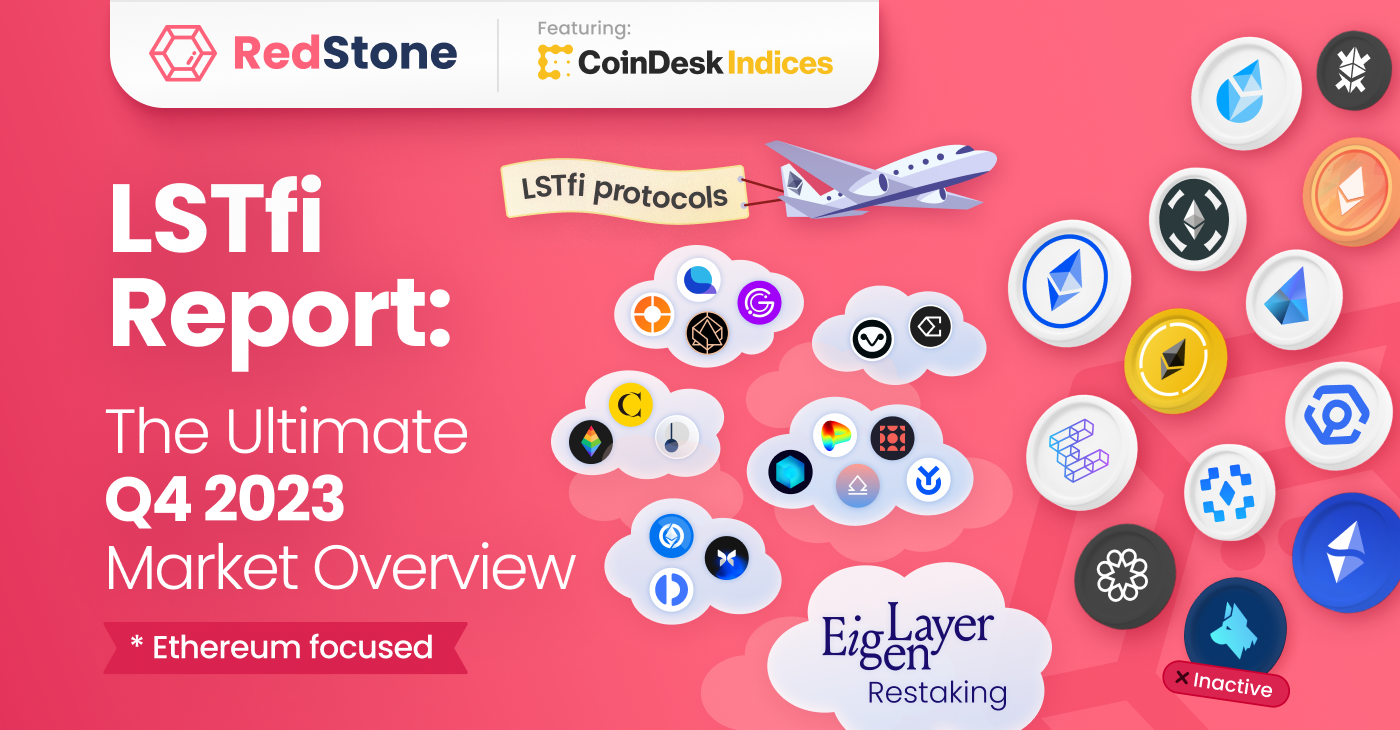 RedStone
Featuring:
CoinDesk Indices
LSTfi protocols
LSTfi
Report:
The Ultimate
Q4 2023
Market Overview
* Ethereum focused
EigenLayer
Restaking
× Inactive